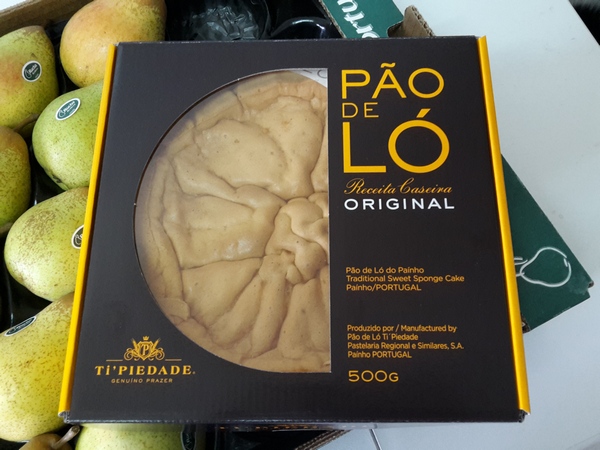 PÃO
DE
LÓ
Receita Caseira
ORIGINAL
Pão de Ló do Painho
Traditional Sweet Sponge Cake
Painho/PORTUGAL
Produzido por / Manufactured by
Pão de Ló Ti´Piedade
Pastelaria Regional e Similares, S.A.
Painho PORTUGAL
500G
P
TI'PIEDADE.
GENUÍNO PRAZER